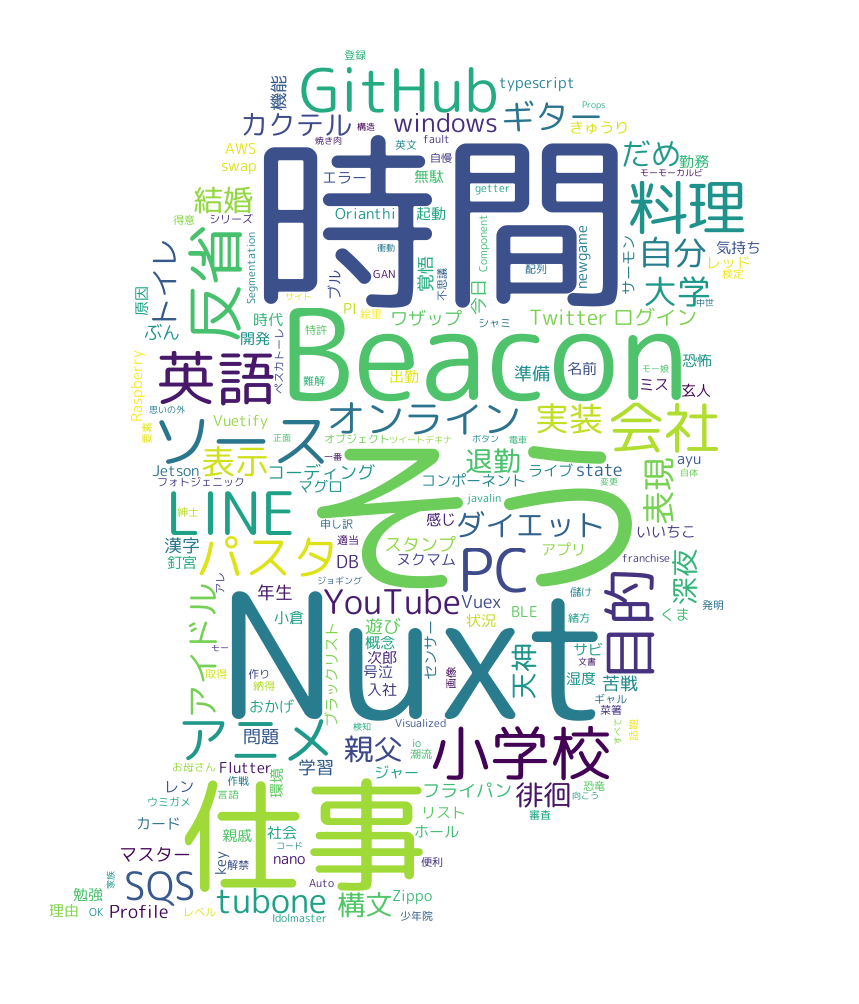 登録
GitHub
typescript
機能
Props
カクテル
構造
windows
ギター
きゅうり
焼き肉
fault
AWS
英文
自慢
だめ
勤務
swap
エラー
無駄
モーモーカルビ
時間
getter
料理
結婚
得意
シリーズ
Orianthi
起動
反省
トイレ
Segmentation
衝動
Component
newgame
サーモン
自分
気持ち
ブル
GAN
覚悟
不思議
配列
レッド
検定
原因
サイト
絵里
今日
大学
中世
ぶん
時代
PI
ワザップ
シャミ
Twitter
ログイン
開発
特許
Beacon
英語
ペスカトーレ
難解
出勤
準備
名前
モー娘
恐怖
ミス
玄人
Raspberry
思いの外
Vuetify
オンライン
実装
会社
要素
ソース
正面
オブジェクト
ツイートデキナ
ボタン
電車
表示
一番
そう
退勤
表現
Jetson
コーディング
コンポーネント
ライブ
state
ayu
自体
フォトジェニック
マグロ
javalin
変更
紳士
LINE
申し訳
感じ
ダイエット
いいちこ
漢字
適当
スタンプ
アプリ
釘宮
パスタ
DB
ヌクマム
PC
franchise
深夜
アレ
ジョギング
年生
YouTube
Vuex
儲け
目的
発明
アイドル
小倉
遊び
状況
BLE
緒方
くま
概念
センサー
サビ
モー
ブラックリスト
次郎
Nuxt
天神
文書
取得
作り
号泣
画像
湿度
苦戦
納得
入社
ギャル
おかげ
菜箸
アニメ
問題
検知
Visualized
すべて
話題
親父
io
潮流
小学校
お母さん
Flutter
学習
ジャー
作戦
環境
レン
フライパン
徘徊
恐竜
ウミガメ
言語
向こう
仕事
リスト
審査
カード
親戚
社会
ホール
コード
マスター
key
解禁
nano
便利
家族
勉強
SQS
Auto
tubone
構文
Zippo
理由
OK
Profile
レベル
Idolmaster
少年院